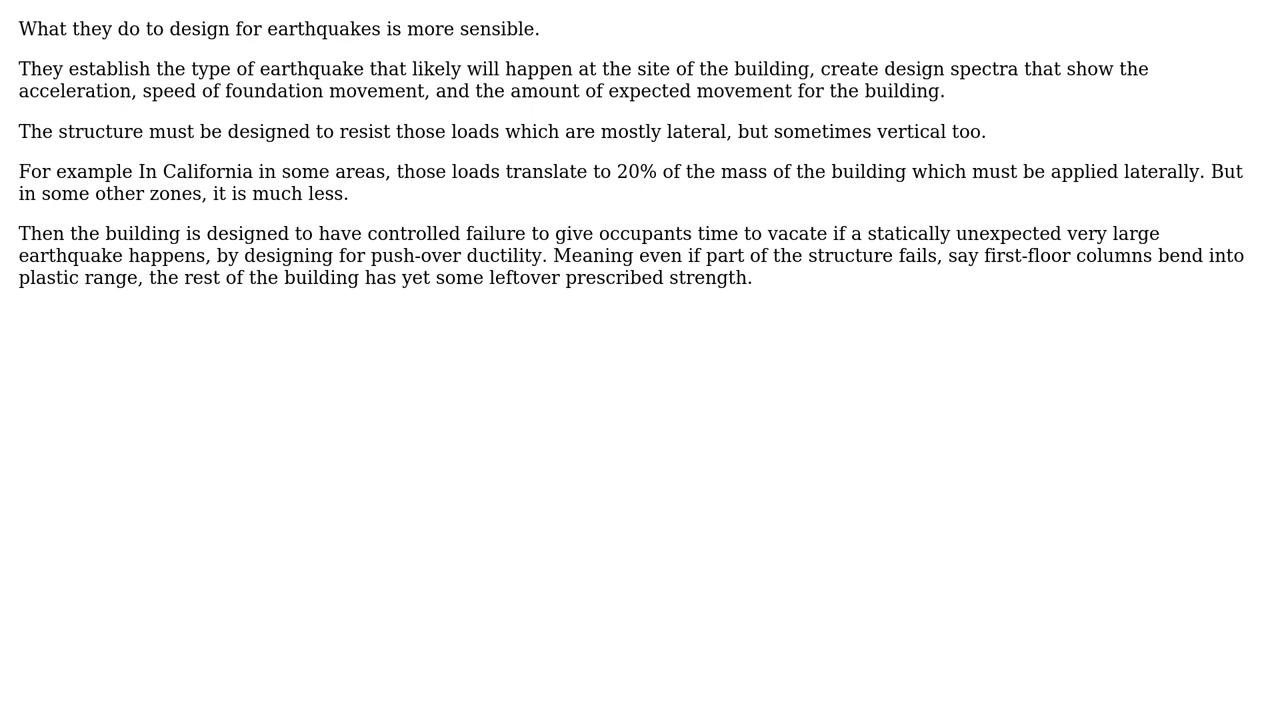 What they do to design for earthquakes is more sensible.
They establish the type of earthquake that likely will happen at the site of the building, create design spectra that show the
acceleration, speed of foundation movement, and the amount of expected movement for the building.
The structure must be designed to resist those loads which are mostly lateral, but sometimes vertical too.
For example In California in some areas, those loads translate to 20% of the mass of the building which must be applied laterally. But
in some other zones, it is much less.
Then the building is designed to have controlled failure to give occupants time to vacate if a statically unexpected very large
earthquake happens, by designing for push-over ductility. Meaning even if part of the structure fails, say first-floor columns bend into
plastic range, the rest of the building has yet some leftover prescribed strength.